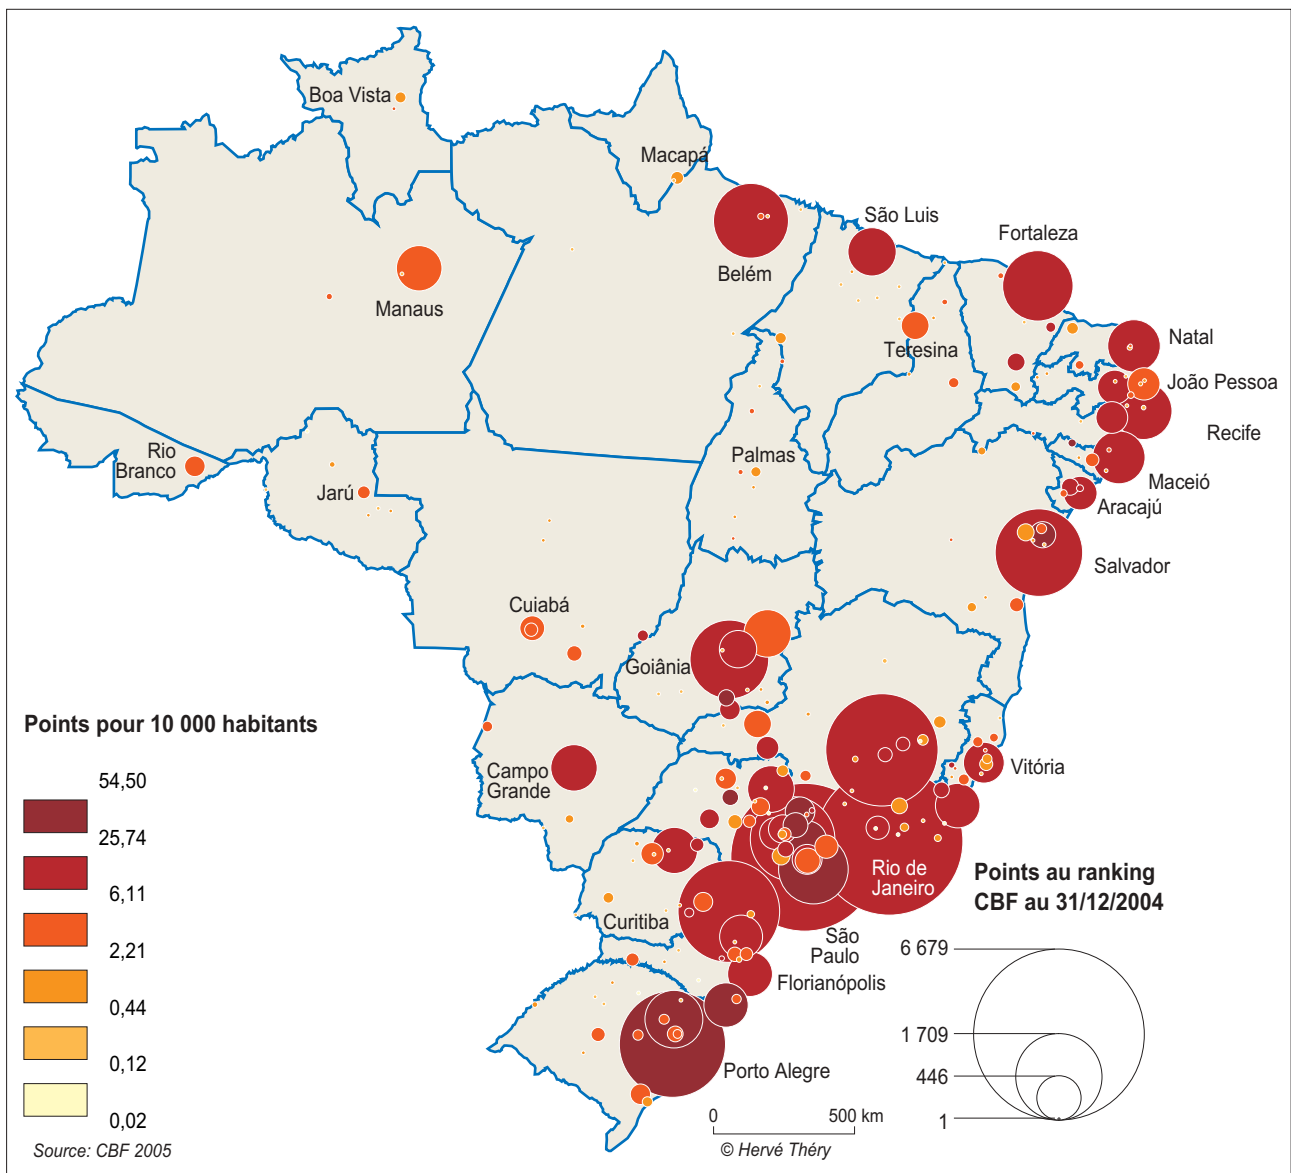 Boa Vista
Macapá
São Luis
Fortaleza
Belém
Manaus
Teresina
Natal
João Pessoa
Recife
Rio
Branco
Jarú
Palmas
Maceió
Aracajú
Salvador
Cuiabá
Goiânia
Points pour 10 000 habitants
54,50
25,74
6,11
2,21
0,44
0,12
0,02
Campo
Grande
Vitória
Rio de
Janeiro
Curitiba
São
Paulo
Florianópolis
Porto Alegre
Points au ranking
CBF au 31/12/2004
6 679
1 709
446
1
0
500 km
Source: CBF 2005
© Hervé Théry